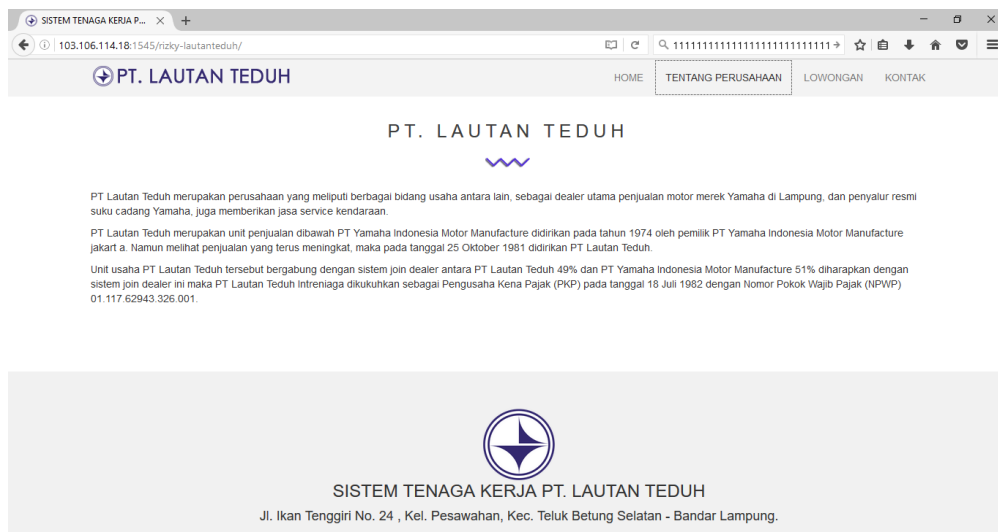 SISTEM TENAGA KERJA P...
103.106.114.18:1545/rizky-lautanteduh/
11111111111111111111111111
PT. LAUTAN TEDUH
HOME TENTANG PERUSAHAAN LOWONGAN KONTAK
PT. LAUTAN TEDUH
PT Lautan Teduh merupakan perusahaan yang meliputi berbagai bidang usaha antara lain, sebagai dealer utama penjualan motor merek Yamaha di Lampung, dan penyalur resmi
suku cadang Yamaha, juga memberikan jasa service kendaraan.
PT Lautan Teduh merupakan unit penjualan dibawah PT Yamaha Indonesia Motor Manufacture didirikan pada tahun 1974 oleh pemilik PT Yamaha Indonesia Motor Manufacture
jakart a. Namun melihat penjualan yang terus meningkat, maka pada tanggal 25 Oktober 1981 didirikan PT Lautan Teduh.
Unit usaha PT Lautan Teduh tersebut bergabung dengan sistem join dealer antara PT Lautan Teduh 49% dan PT Yamaha Indonesia Motor Manufacture 51% diharapkan dengan
sistem join dealer ini maka PT Lautan Teduh Intreniaga dikukuhkan sebagai Pengusaha Kena Pajak (PKP) pada tanggal 18 Juli 1982 dengan Nomor Pokok Wajib Pajak (NPWP)
01.117.62943.326.001.
SISTEM TENAGA KERJA PT. LAUTAN TEDUH
Jl. Ikan Tenggiri No. 24 , Kel. Pesawahan, Kec. Teluk Betung Selatan - Bandar Lampung.